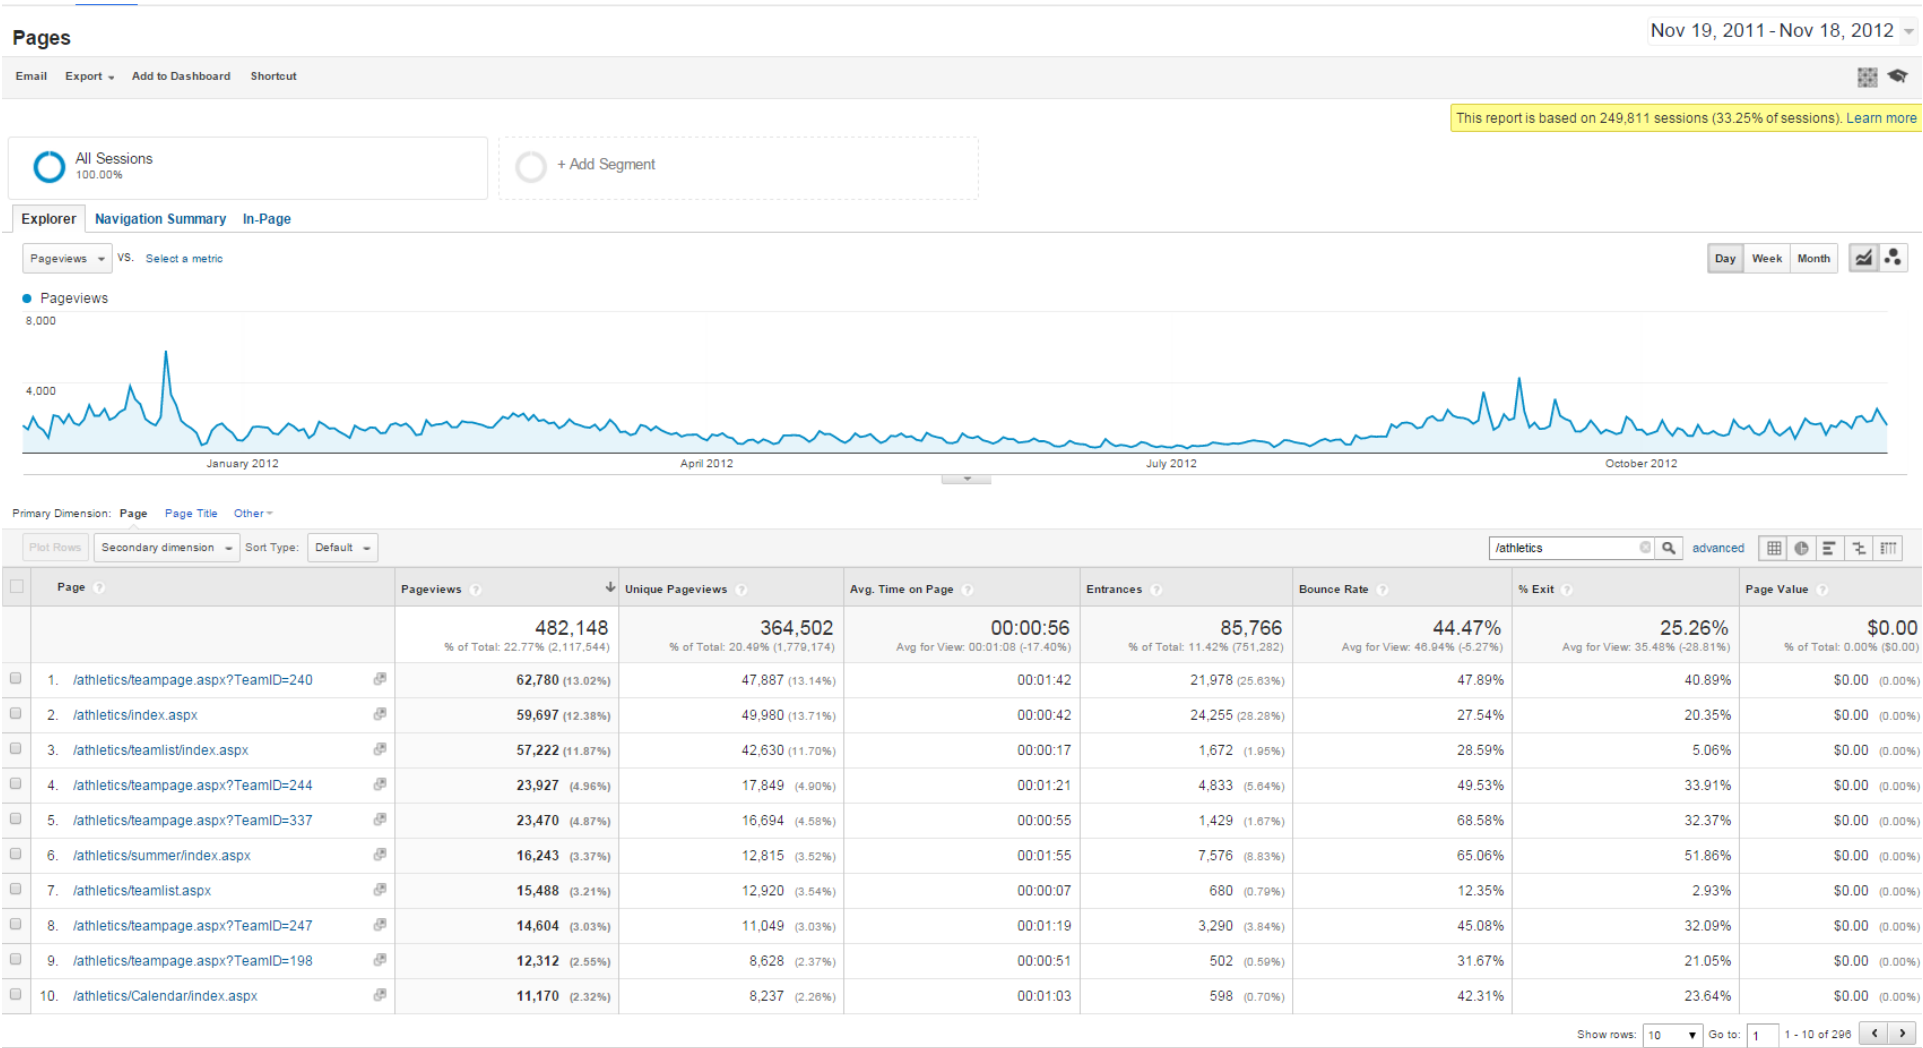 Pages
Nov 19, 2011 - Nov 18, 2012
Email Export Add to Dashboard Shortcut
This report is based on 249,811 sessions (33.25% of sessions). Learn more
All Sessions
100.00%
+ Add Segment
Explorer Navigation Summary In-Page
Pageviews VS. Select a metric
Day Week Month
Pageviews
8,000
4,000
January 2012 April 2012 July 2012 October 2012
Primary Dimension: Page Page Title Other
Plot Rows Secondary dimension Sort Type: Default /athletics advanced
Page ? Pageviews ? Unique Pageviews ? Avg. Time on Page ? Entrances ? Bounce Rate ? % Exit ? Page Value ?
482,148 364,502 00:00:56 85,766 44.47% 25.26% $0.00
% of Total: 22.77% (2,117,544) % of Total: 20.49% (1,779,174) Avg for View: 00:01:08 (-17.40%) % of Total: 11.42% (751,282) Avg for View: 46.94% (-5.27%) Avg for View: 35.48% (-28.81%) % of Total: 0.00% ($0.00)
1. /athletics/teampage.aspx?TeamID=240 62,780 (13.02%) 47,887 (13.14%) 00:01:42 21,978 (25.63%) 47.89% 40.89% $0.00 (0.00%)
2. /athletics/index.aspx 59,697 (12.38%) 49,980 (13.71%) 00:00:42 24,255 (28.28%) 27.54% 20.35% $0.00 (0.00%)
3. /athletics/teamlist/index.aspx 57,222 (11.87%) 42,630 (11.70%) 00:00:17 1,672 (1.95%) 28.59% 5.06% $0.00 (0.00%)
4. /athletics/teampage.aspx?TeamID=244 23,927 (4.96%) 17,849 (4.90%) 00:01:21 4,833 (5.64%) 49.53% 33.91% $0.00 (0.00%)
5. /athletics/teampage.aspx?TeamID=337 23,470 (4.87%) 16,694 (4.58%) 00:00:55 1,429 (1.67%) 68.58% 32.37% $0.00 (0.00%)
6. /athletics/summer/index.aspx 16,243 (3.37%) 12,815 (3.52%) 00:01:55 7,576 (8.83%) 65.06% 51.86% $0.00 (0.00%)
7. /athletics/teamlist.aspx 15,488 (3.21%) 12,920 (3.54%) 00:00:07 680 (0.79%) 12.35% 2.93% $0.00 (0.00%)
8. /athletics/teampage.aspx?TeamID=247 14,604 (3.03%) 11,049 (3.03%) 00:01:19 3,290 (3.84%) 45.08% 32.09% $0.00 (0.00%)
9. /athletics/teampage.aspx?TeamID=198 12,312 (2.55%) 8,628 (2.37%) 00:00:51 502 (0.59%) 31.67% 21.05% $0.00 (0.00%)
10. /athletics/Calendar/index.aspx 11,170 (2.32%) 8,237 (2.26%) 00:01:03 598 (0.70%) 42.31% 23.64% $0.00 (0.00%)
Show rows: 10 Go to: 1 1 - 10 of 296